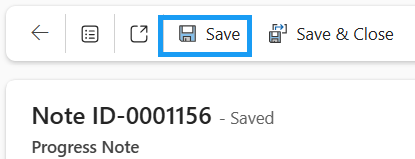 Save Save & Close
Note ID-0001156 - Saved
Progress Note